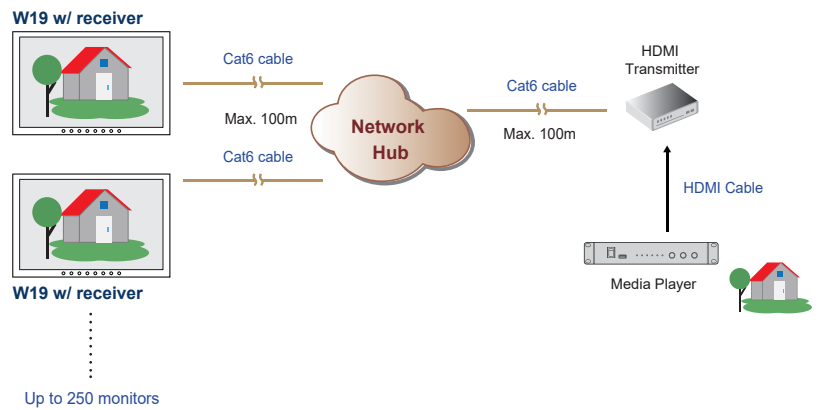 W19 w/ receiver
Cat6 cable
Max. 100m
Cat6 cable
Network
Hub
Cat6 cable
Max. 100m
HDMI
Transmitter
HDMI Cable
Media Player
W19 w/ receiver
Up to 250 monitors